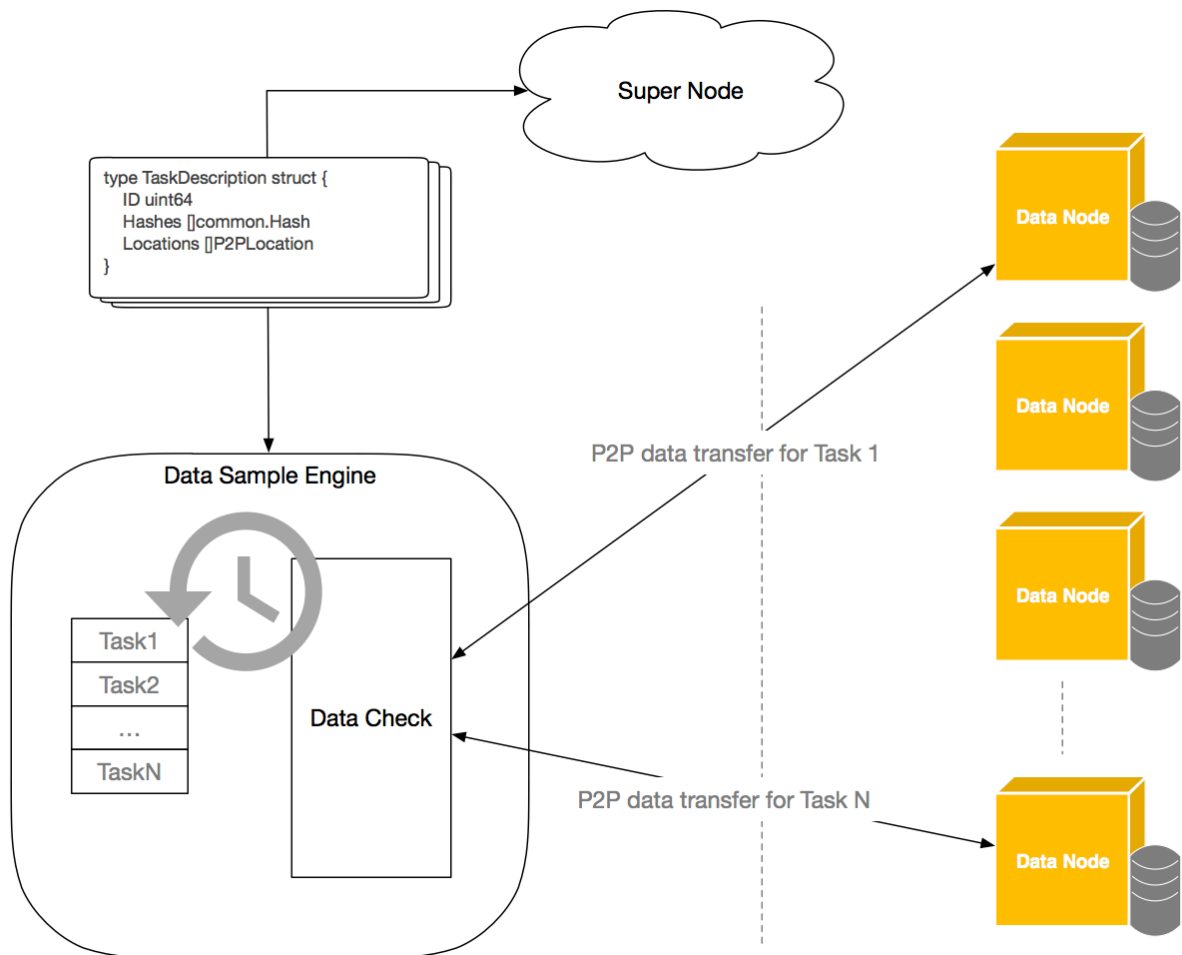 Super Node
type TaskDescription struct {
ID uint64
Hashes []common.Hash
Locations []P2PLocation
}
Data Node
Data Node
P2P data transfer for Task 1
Data Sample Engine
Data Node
Task1
Task2
...
TaskN
Data Check
P2P data transfer for Task N
Data Node